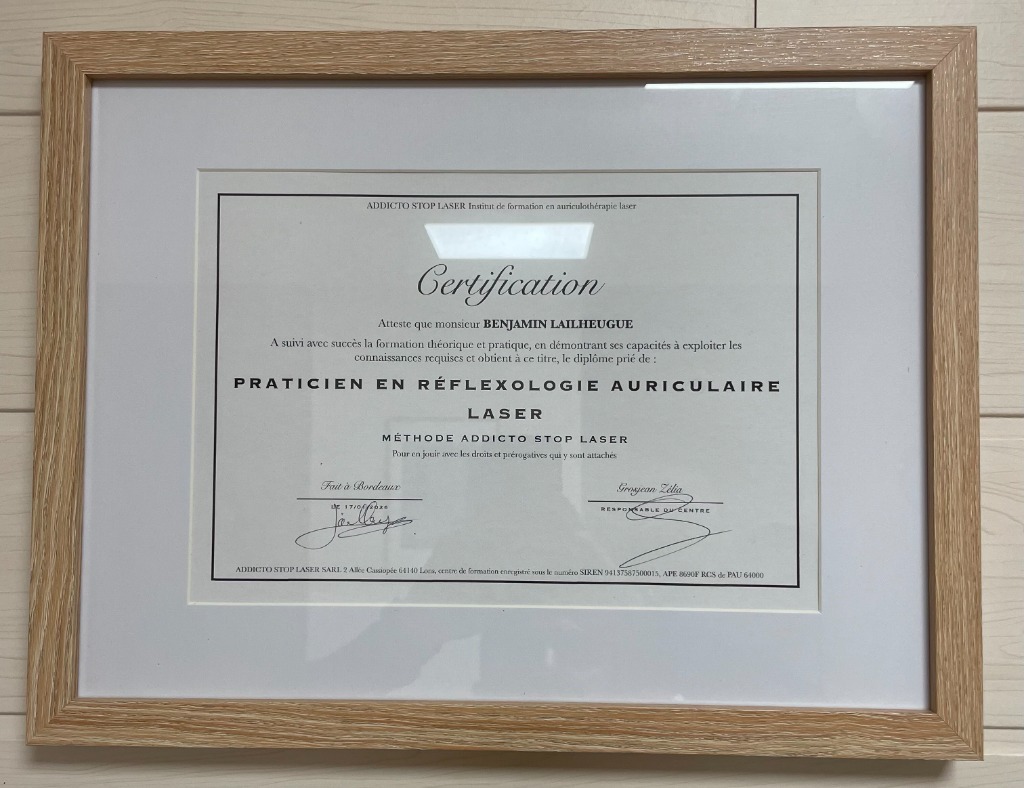 ADDICTO STOP LASER Institut de formation en auriculothérapie laser
Certification
Atteste que monsieur BENJAMIN LAILHEUGUE
A suivi avec succès la formation théorique et pratique, en démontrant ses capacités à exploiter les
connaissances requises et obtient à ce titre, le diplôme prié de :
PRATICIEN EN RÉFLEXOLOGIE AURICULAIRE
LASER
MÉTHODE ADDICTO STOP LASER
Pour en jouir avec les droits et prérogatives qui y sont attachés
Fait à Bordeaux
Grosjean Zélia
LE
RESPONSABLE DU CENTRE
ADDICTO STOP LASER SARL 2 Allée Cassiopée 64140 Lons, centre de formation enregistré sous le numéro SIREN 94137587500015, APE 8690F RCS de PAU 64000